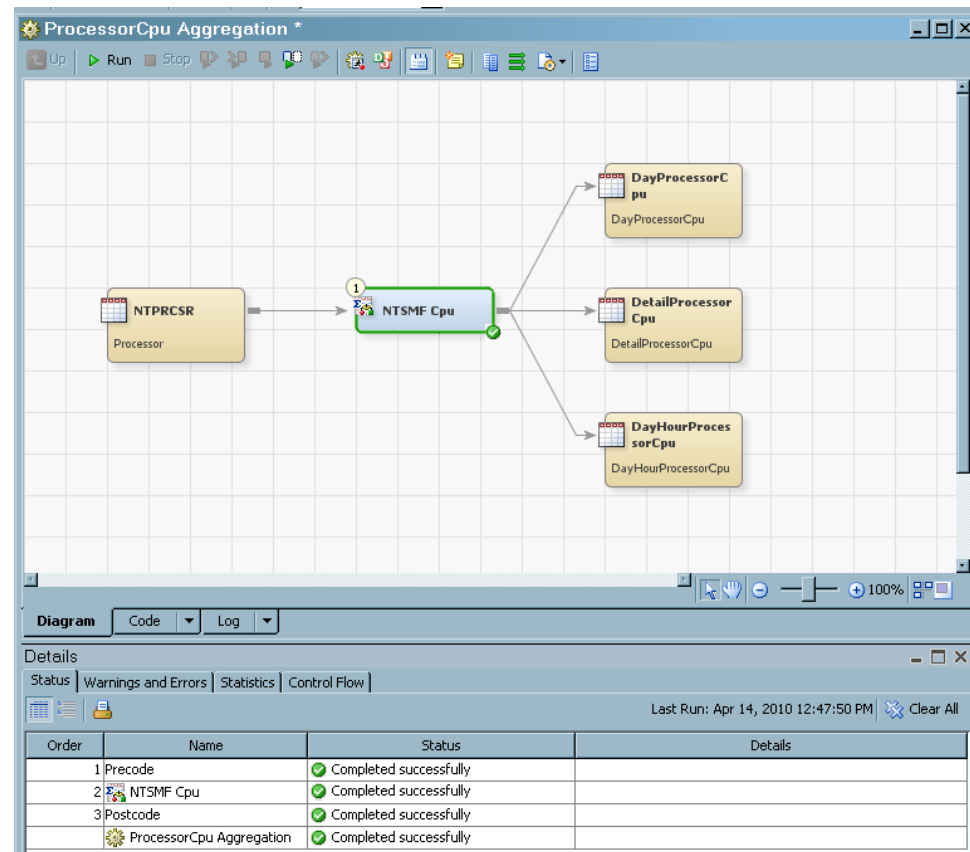 ProcessorCpu Aggregation *
Up Run Stop
DayProcessorC
pu
DayProcessorCpu
1
NTPRCSR
Processor
NTSMF Cpu
DetailProcessor
Cpu
DetailProcessorCpu
DayHourProces
sorCpu
DayHourProcessorCpu
100%
Diagram Code Log
Details
Status Warnings and Errors Statistics Control Flow
Last Run: Apr 14, 2010 12:47:50 PM Clear All
Order Name Status Details
1 Precode Completed successfully
2 NTSMF Cpu Completed successfully
3 Postcode Completed successfully
ProcessorCpu Aggregation Completed successfully